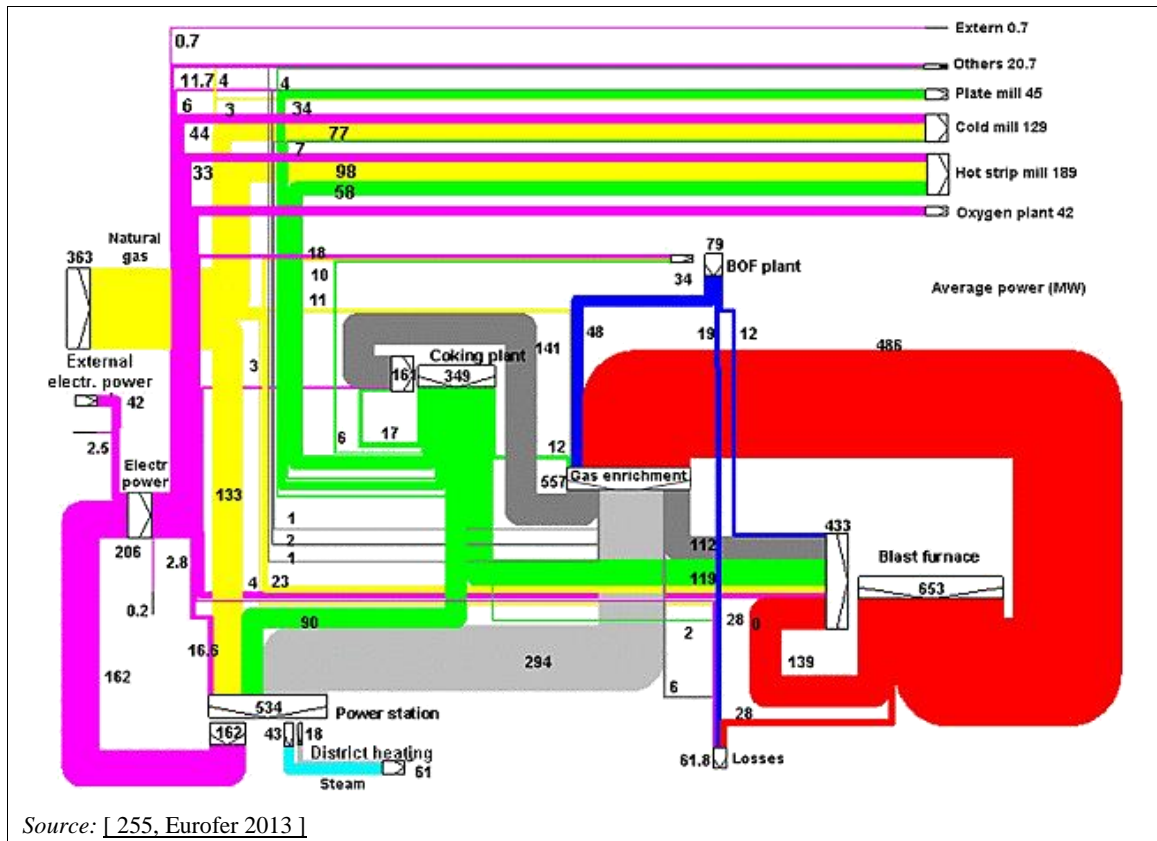 Extern 0.7
0.7
Others 20.7
11.7 4 4
Plate mill 45
6 3 34
Cold mill 129
44 77
7
33 98
Hot strip mill 189
58
Oxygen plant 42
Natural
gas
363
18
79
10
34
BOF plant
11
Average power (MW)
48
19
12
486
External
electr. power
42
3
141
Coking plant
161
349
2.5
17
6
12
Electr
power
133
557
Gas enrichment
206
1
2
1
433
112
2.8
Blast furnace
4 23
119
653
0.2
90
28
0
2
16.6
162
294
139
6
534
Power station
28
162
43
18
District heating
61
Steam
61.8
Losses
Source: [ 255, Eurofer 2013 ]